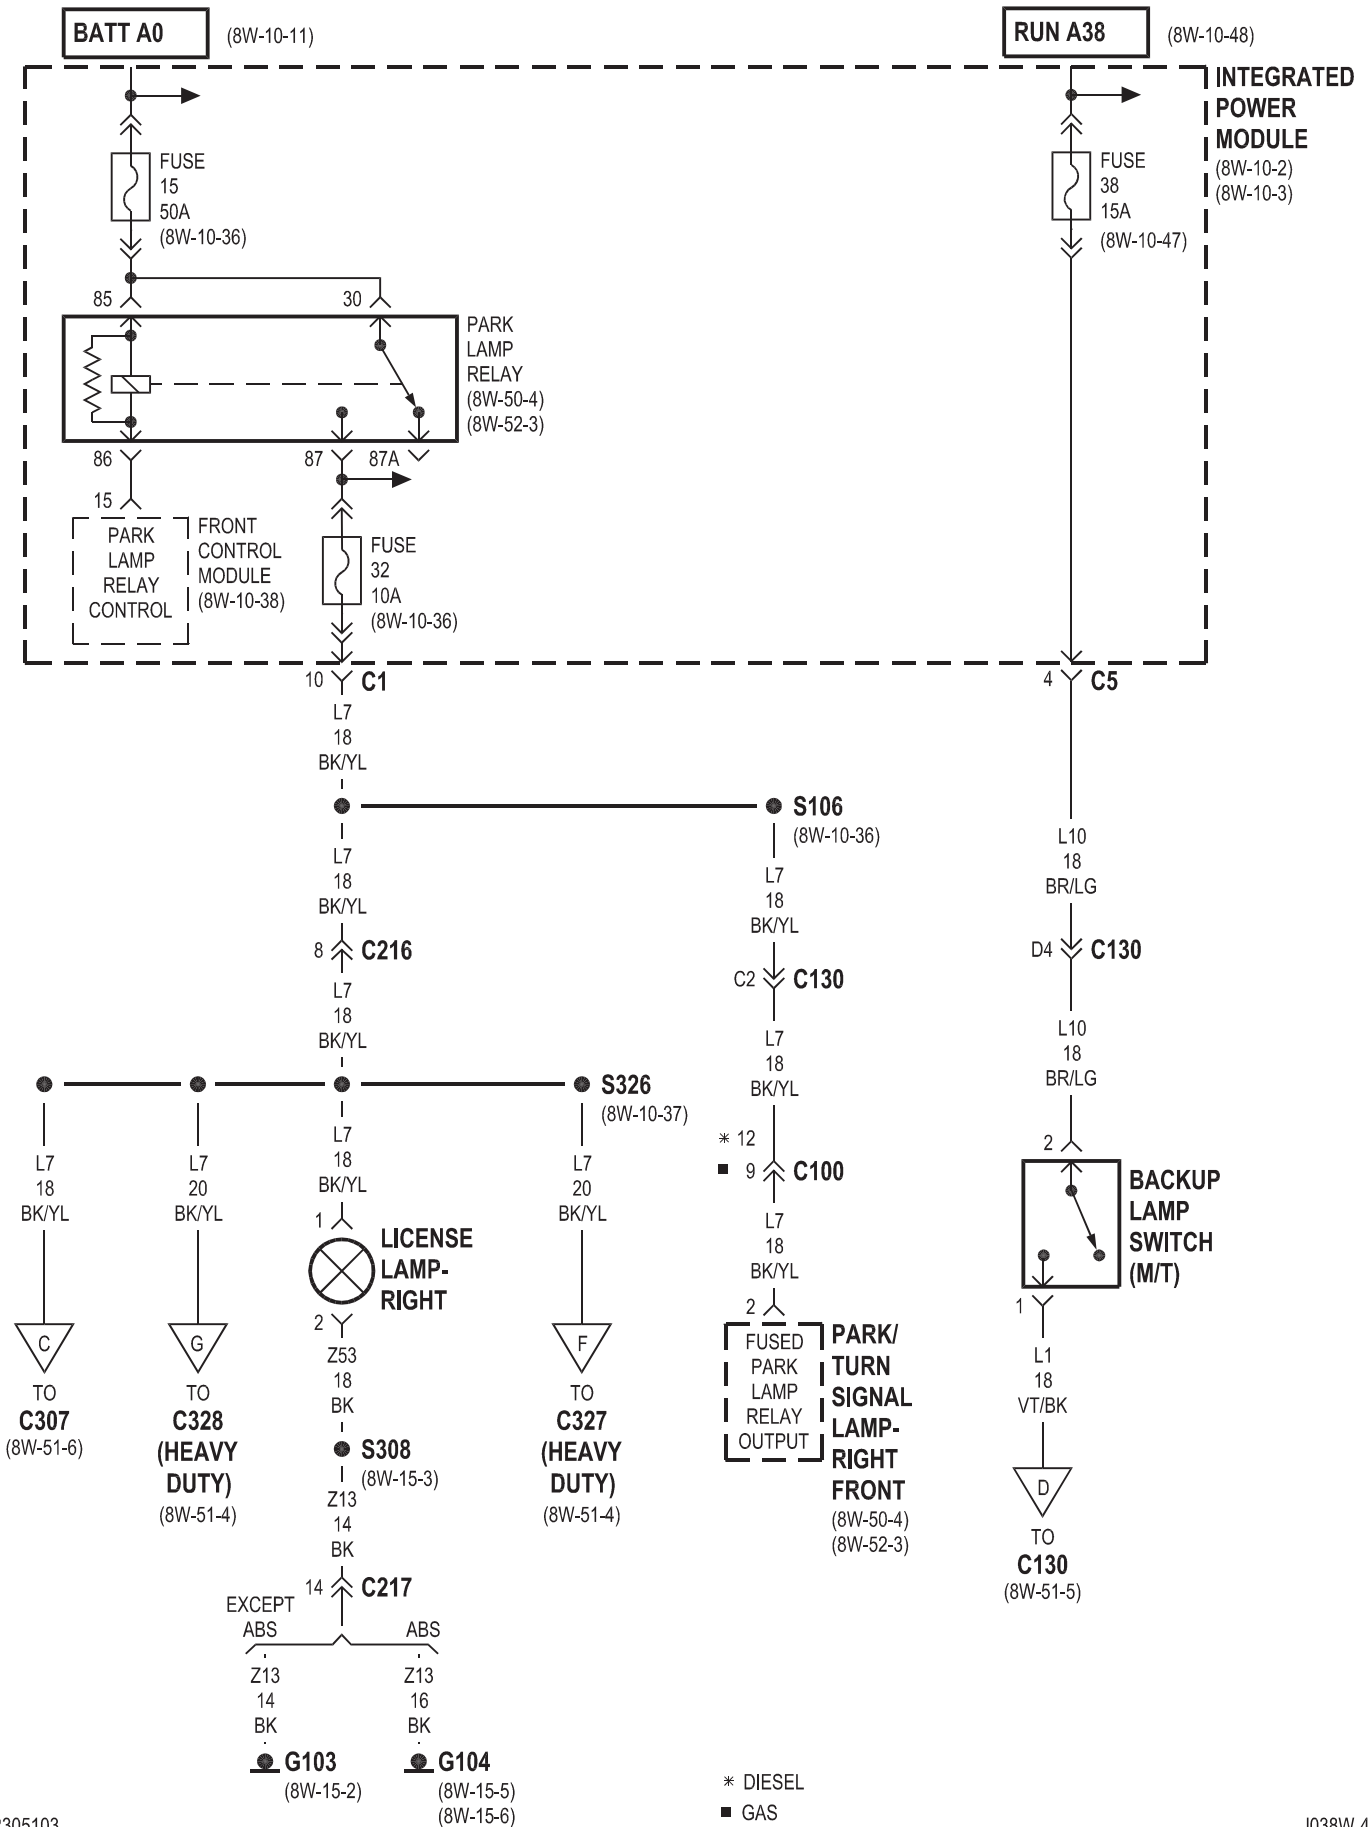 BATT A0
(8W-10-11)
RUN A38
(8W-10-48)
INTEGRATED
POWER
MODULE
(8W-10-2)
(8W-10-3)
FUSE
15
50A
(8W-10-36)
FUSE
38
15A
(8W-10-47)
85
30
PARK
LAMP
RELAY
(8W-50-4)
(8W-52-3)
86
87
87A
15
PARK
LAMP
RELAY
CONTROL
FRONT
CONTROL
MODULE
(8W-10-38)
FUSE
32
10A
(8W-10-36)
10
C1
4
C5
L7
18
BK/YL
S106
(8W-10-36)
L7
18
BK/YL
L7
18
BK/YL
L10
18
BR/LG
8
C216
C2
C130
D4
C130
L7
18
BK/YL
L7
18
BK/YL
L10
18
BR/LG
S326
(8W-10-37)
L7
18
BK/YL
L7
20
BK/YL
L7
18
BK/YL
L7
20
BK/YL
* 12
■ 9
C100
L7
18
BK/YL
2
BACKUP
LAMP
SWITCH
(M/T)
1
1
LICENSE
LAMP-
RIGHT
2
C
TO
C307
(8W-51-6)
G
TO
C328
(HEAVY
DUTY)
(8W-51-4)
Z53
18
BK
F
TO
C327
(HEAVY
DUTY)
(8W-51-4)
2
FUSED
PARK
LAMP
RELAY
OUTPUT
PARK/
TURN
SIGNAL
LAMP-
RIGHT
FRONT
(8W-50-4)
(8W-52-3)
L1
18
VT/BK
D
TO
C130
(8W-51-5)
S308
(8W-15-3)
Z13
14
BK
14
C217
EXCEPT
ABS
ABS
Z13
14
BK
Z13
16
BK
G103
(8W-15-2)
G104
(8W-15-5)
(8W-15-6)
* DIESEL
■ GAS
305103
J038W-4